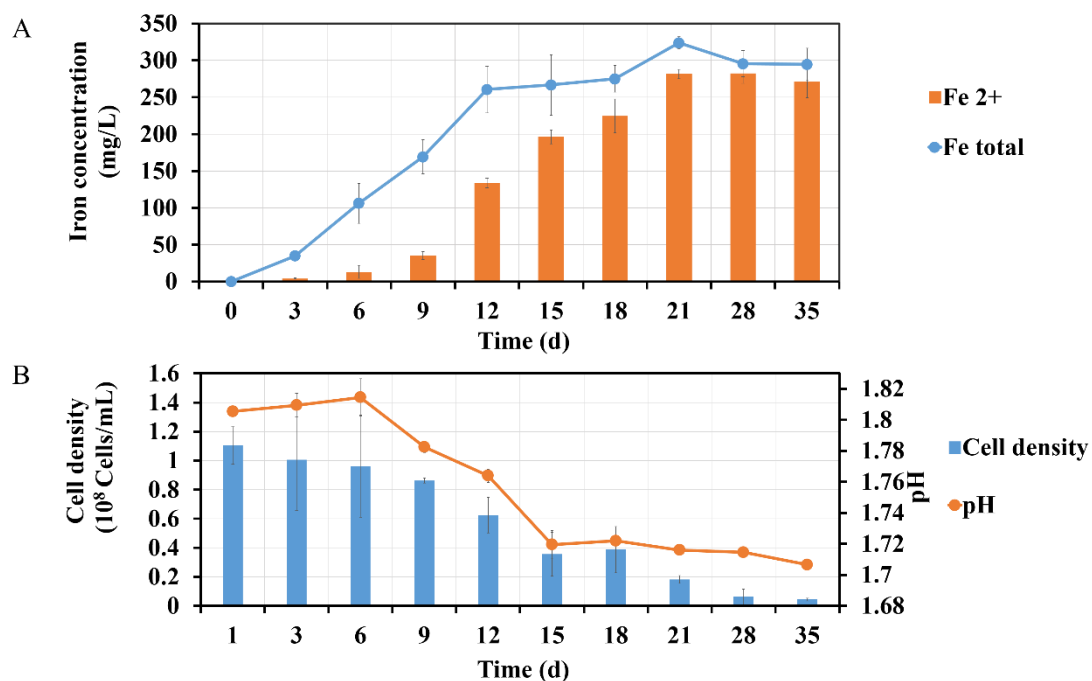 A
Iron concentration
(mg/L)
350
300
250
200
150
100
50
0
0 3 6 9 12 15 18 21 28 35
Time (d)
Fe 2+
Fe total
B
Cell density
(10⁸ Cells/mL)
1.6
1.4
1.2
1
0.8
0.6
0.4
0.2
0
1.82
1.8
1.78
1.76
1.74
1.72
1.7
1.68
pH
1 3 6 9 12 15 18 21 28 35
Time (d)
Cell density
pH